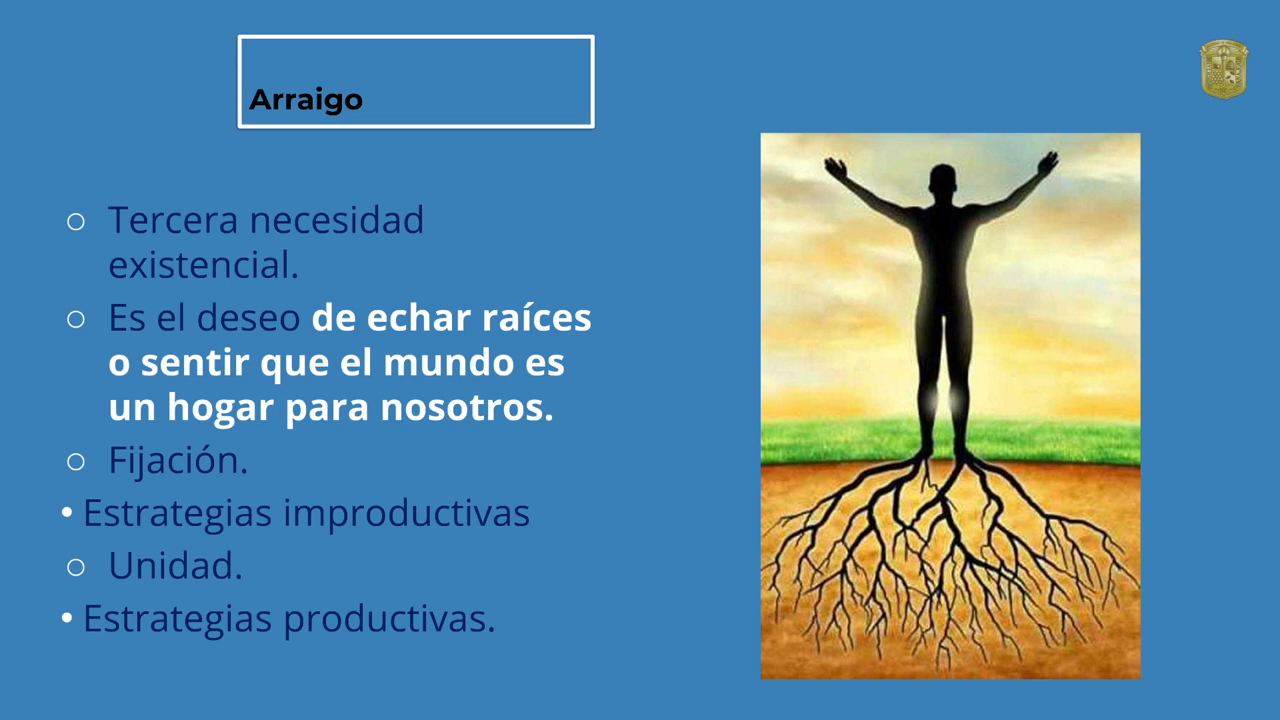 Arraigo
○ Tercera necesidad
existencial.
○ Es el deseo de echar raíces
o sentir que el mundo es
un hogar para nosotros.
○ Fijación.
• Estrategias improductivas
○ Unidad.
• Estrategias productivas.